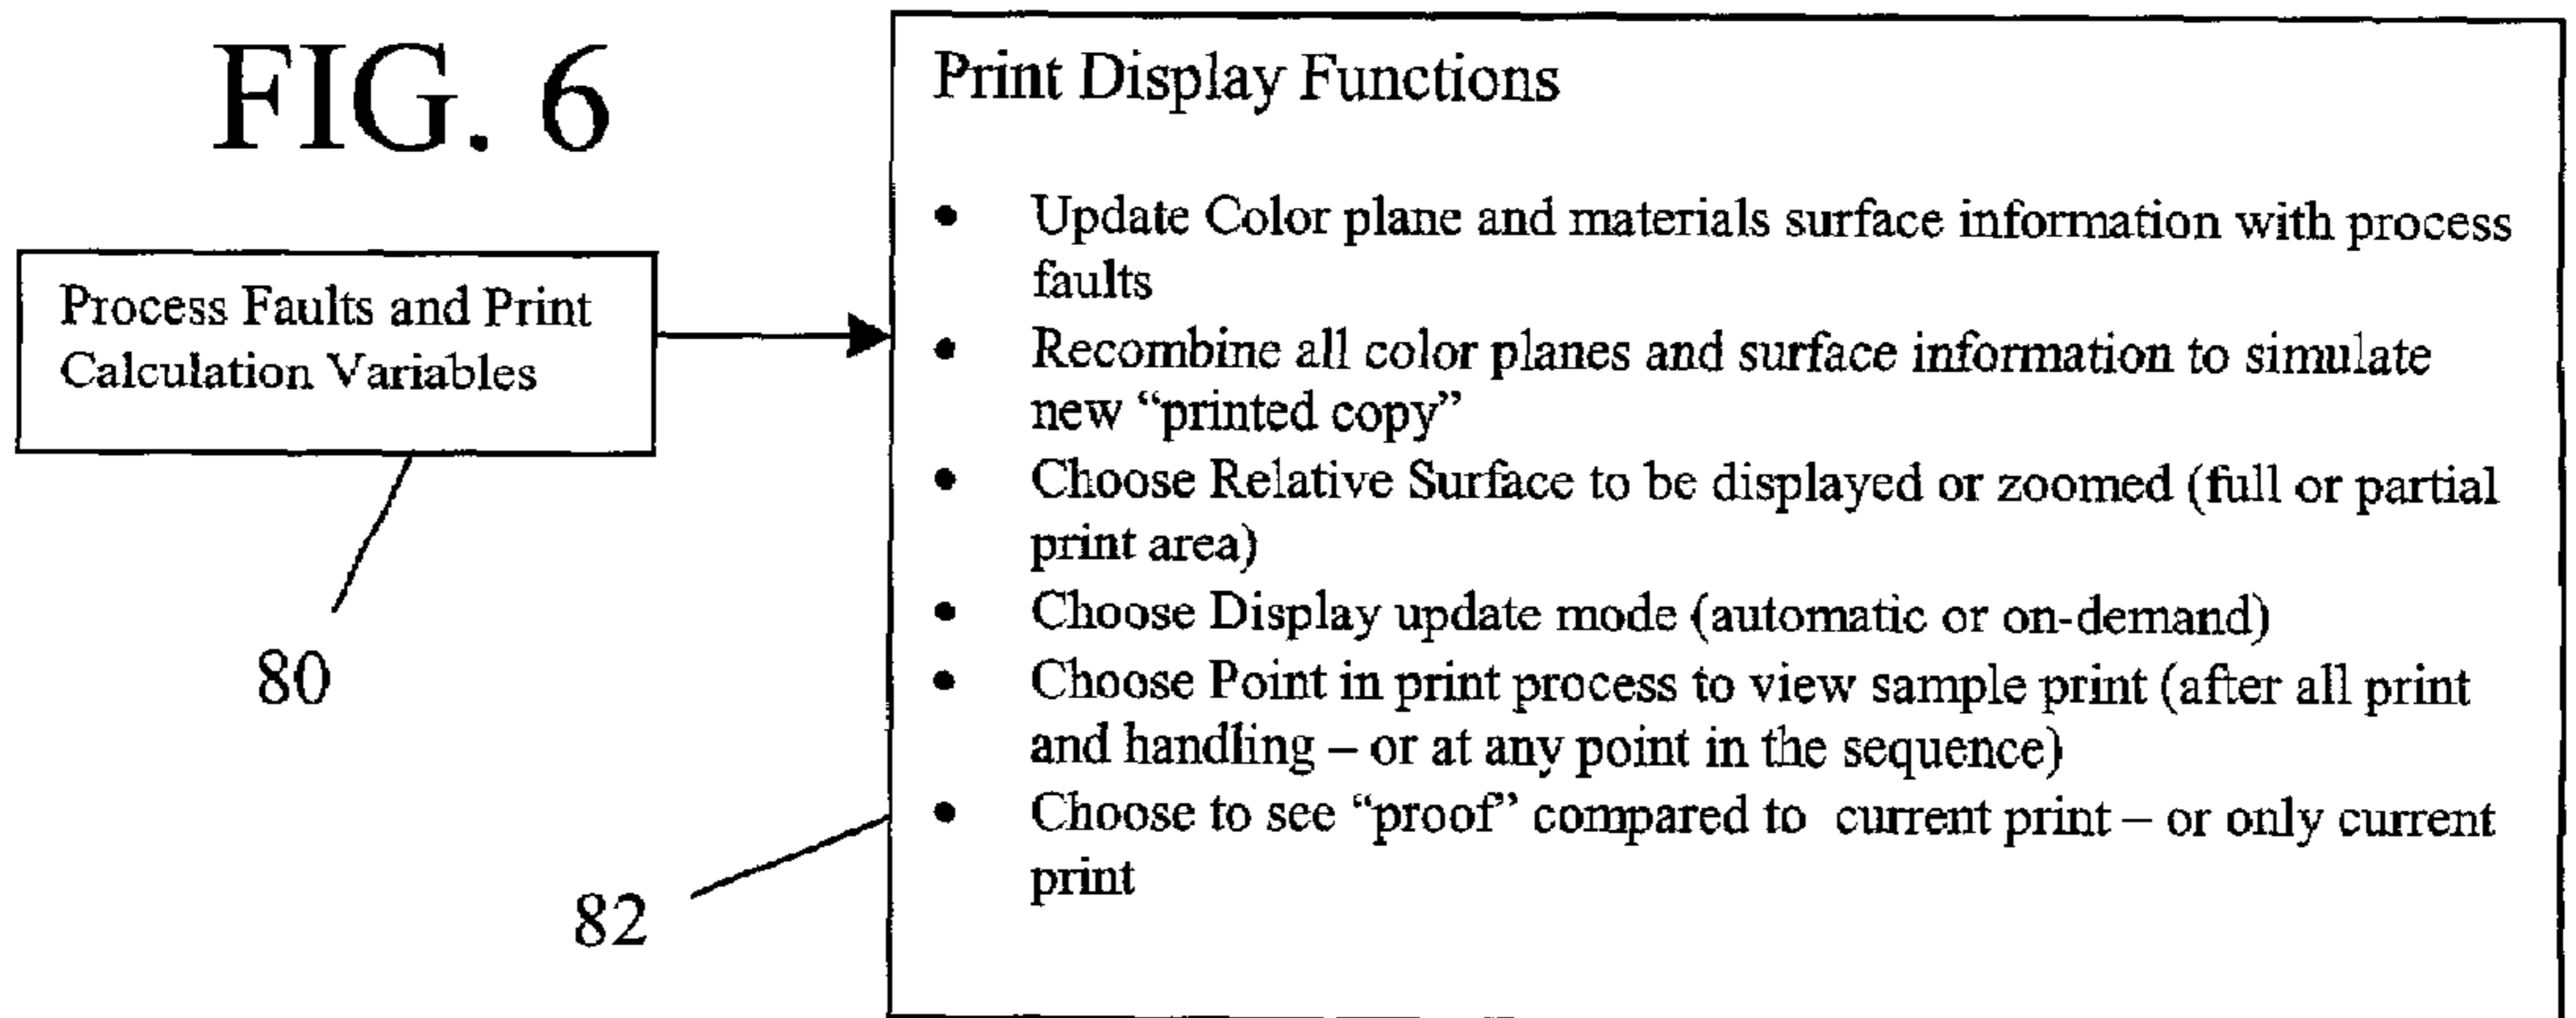 FIG. 6
Process Faults and Print
Calculation Variables
80
Print Display Functions
• Update Color plane and materials surface information with process
faults
• Recombine all color planes and surface information to simulate
new “printed copy”
• Choose Relative Surface to be displayed or zoomed (full or partial
print area)
• Choose Display update mode (automatic or on-demand)
• Choose Point in print process to view sample print (after all print
and handling – or at any point in the sequence)
• Choose to see “proof” compared to current print – or only current
print
82